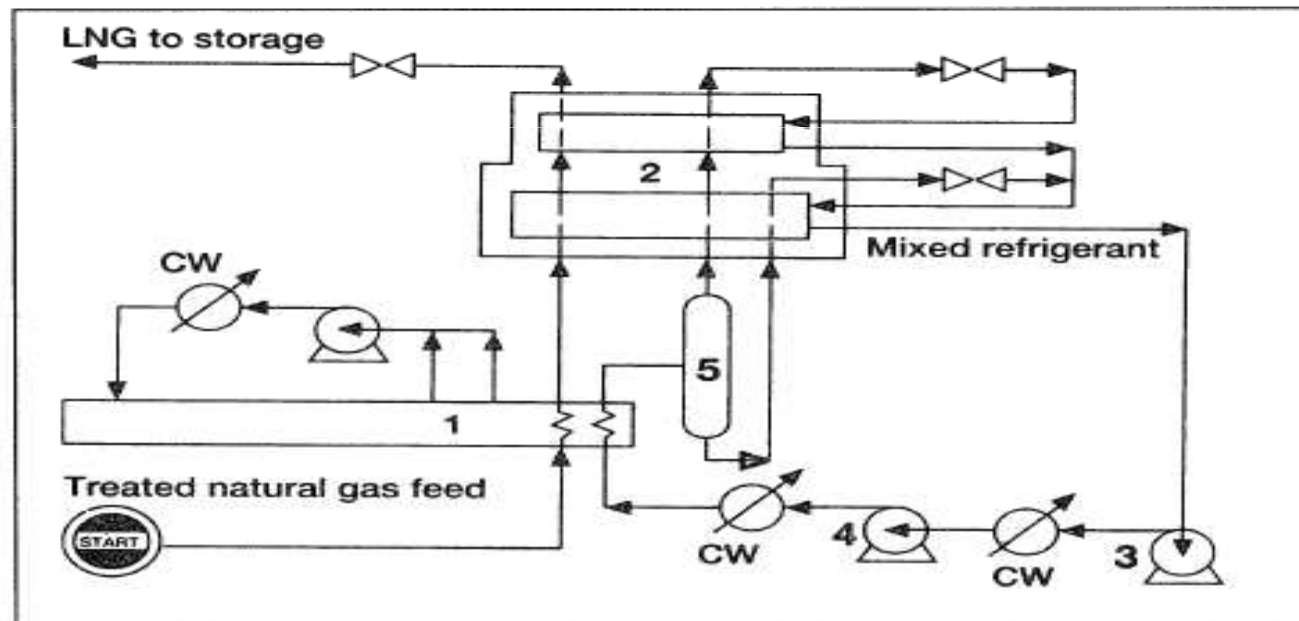 LNG to storage
2
Mixed refrigerant
CW
5
1
Treated natural gas feed
START
CW
4
CW
3